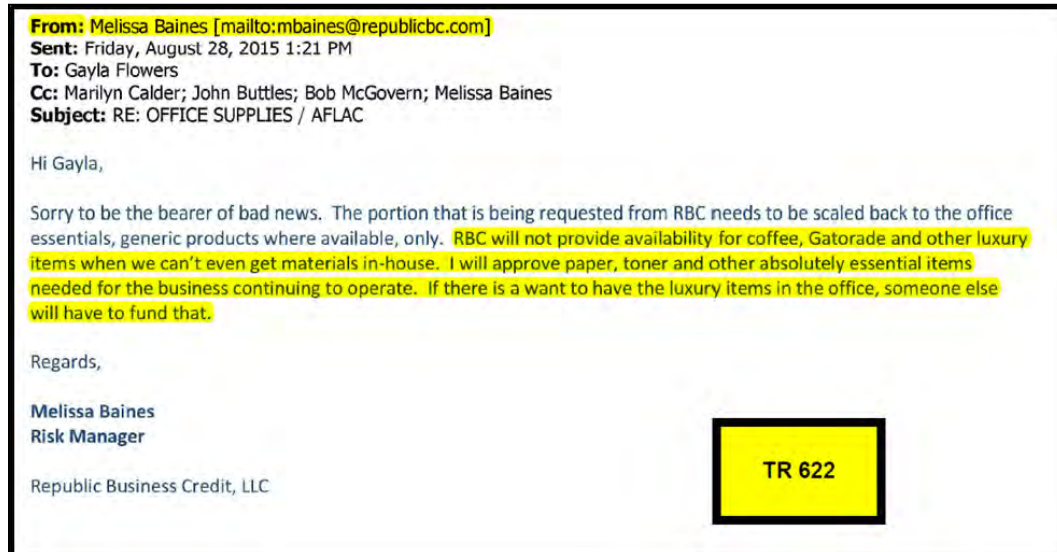 From: Melissa Baines [mailto:mbaines@republicbc.com]
Sent: Friday, August 28, 2015 1:21 PM
To: Gayla Flowers
Cc: Marilyn Calder; John Buttles; Bob McGovern; Melissa Baines
Subject: RE: OFFICE SUPPLIES / AFLAC
Hi Gayla,
Sorry to be the bearer of bad news. The portion that is being requested from RBC needs to be scaled back to the office
essentials, generic products where available, only. RBC will not provide availability for coffee, Gatorade and other luxury
items when we can't even get materials in-house. I will approve paper, toner and other absolutely essential items
needed for the business continuing to operate. If there is a want to have the luxury items in the office, someone else
will have to fund that.
Regards,
Melissa Baines
Risk Manager
Republic Business Credit, LLC
TR 622